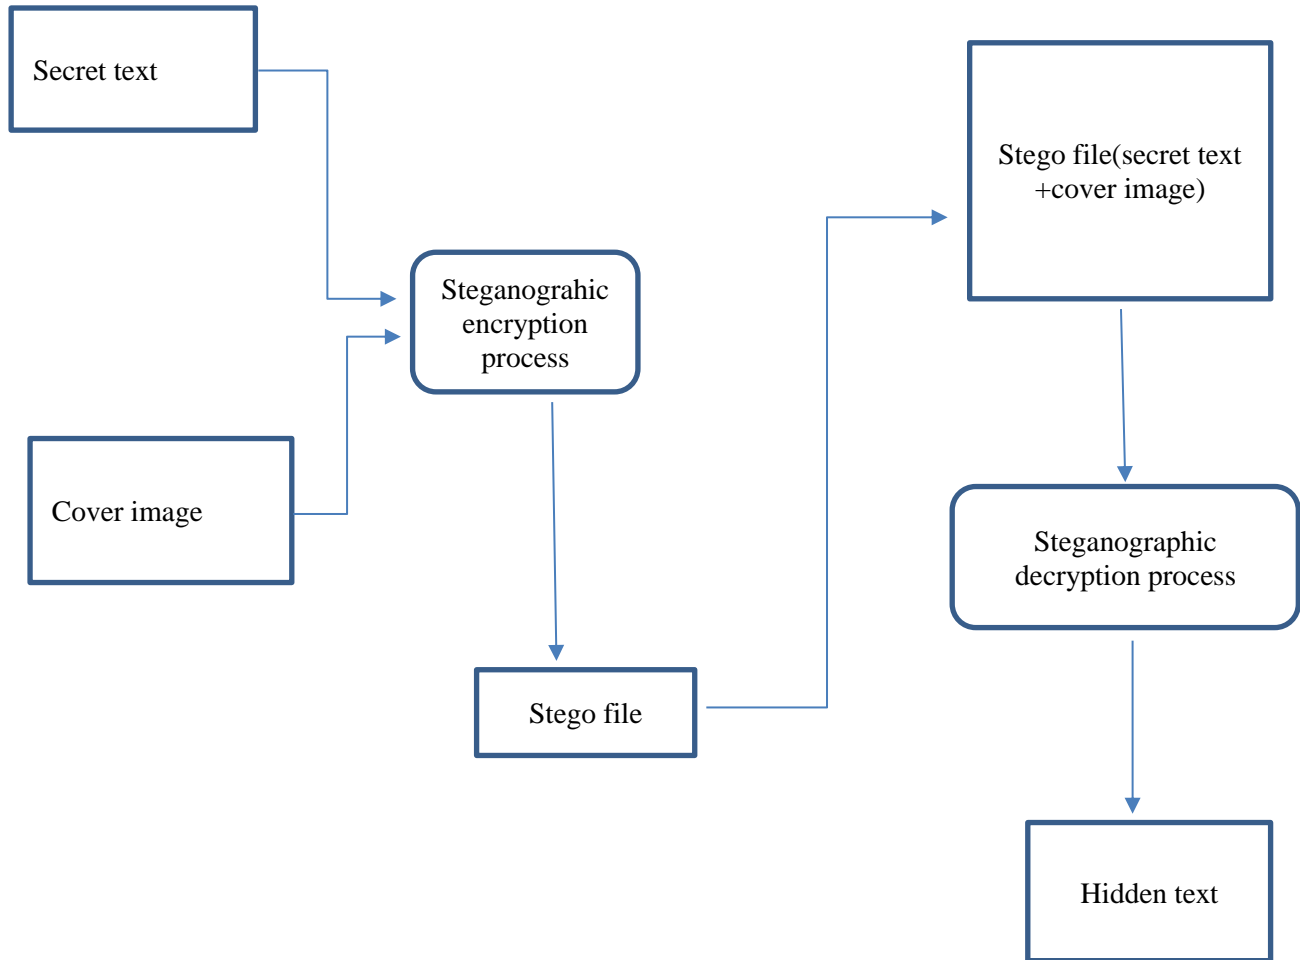 Secret text
Stego file(secret text
+cover image)
Steganograhic
encryption
process
Cover image
Steganographic
decryption process
Stego file
Hidden text